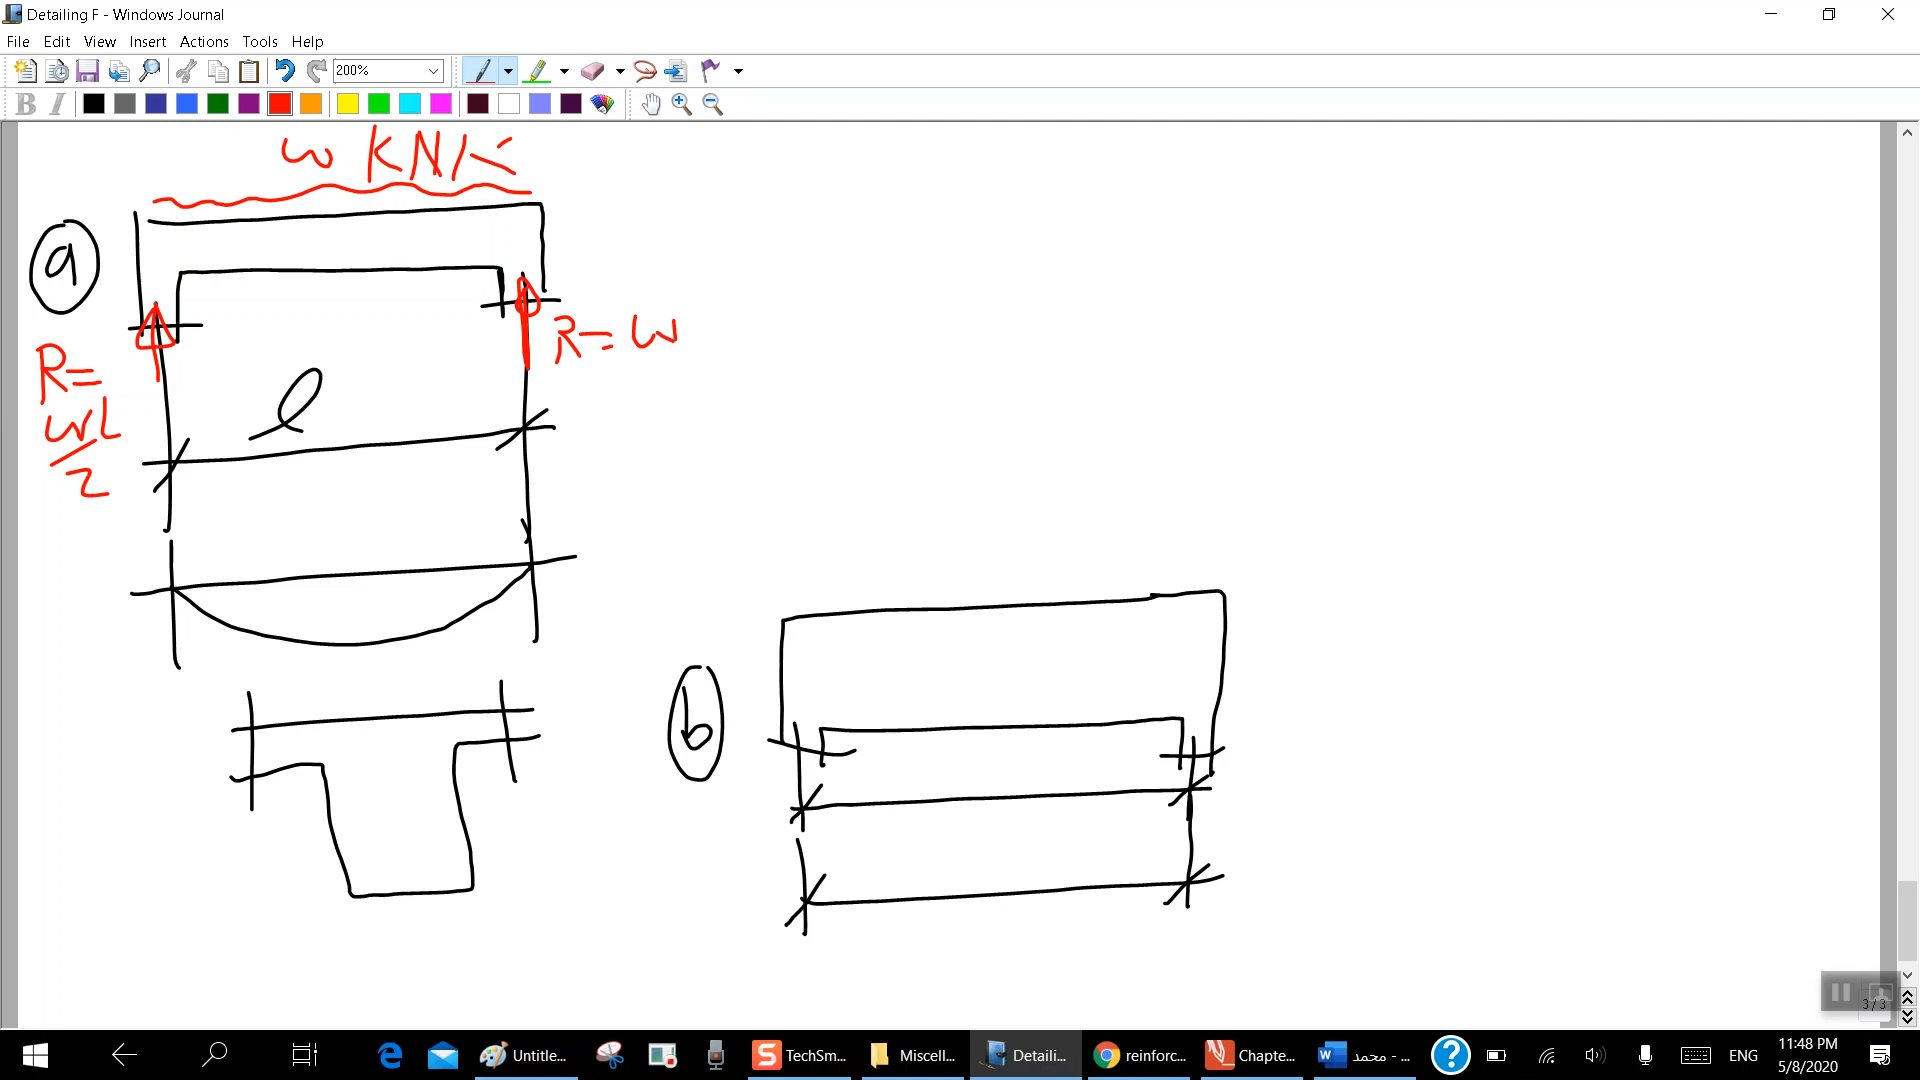 Detailing F - Windows Journal
File Edit View Insert Actions Tools Help
200%
B I
w KN/
a
R= w
R=
wL
/
2
l
b
3 / 3
Untitle...
TechSm...
Miscell...
Detaili...
reinforc...
Chapte...
محمد - ...
ENG
11:48 PM
5/8/2020